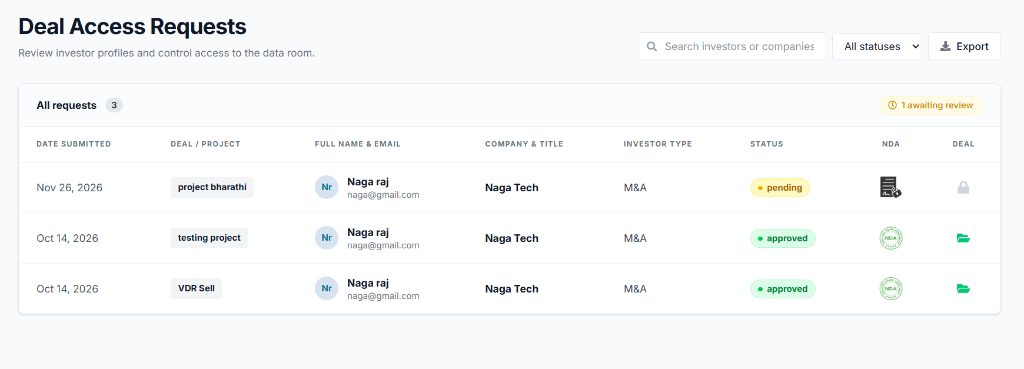 Deal Access Requests
Review investor profiles and control access to the data room.
Search investors or companies
All statuses
Export
All requests 3
1 awaiting review
DATE SUBMITTED DEAL / PROJECT FULL NAME & EMAIL COMPANY & TITLE INVESTOR TYPE STATUS NDA DEAL
Nov 26, 2026 project bharathi Nr Naga raj Naga Tech M&A pending
naga@gmail.com
Oct 14, 2026 testing project Nr Naga raj Naga Tech M&A approved NDA
naga@gmail.com
Oct 14, 2026 VDR Sell Nr Naga raj Naga Tech M&A approved NDA
naga@gmail.com